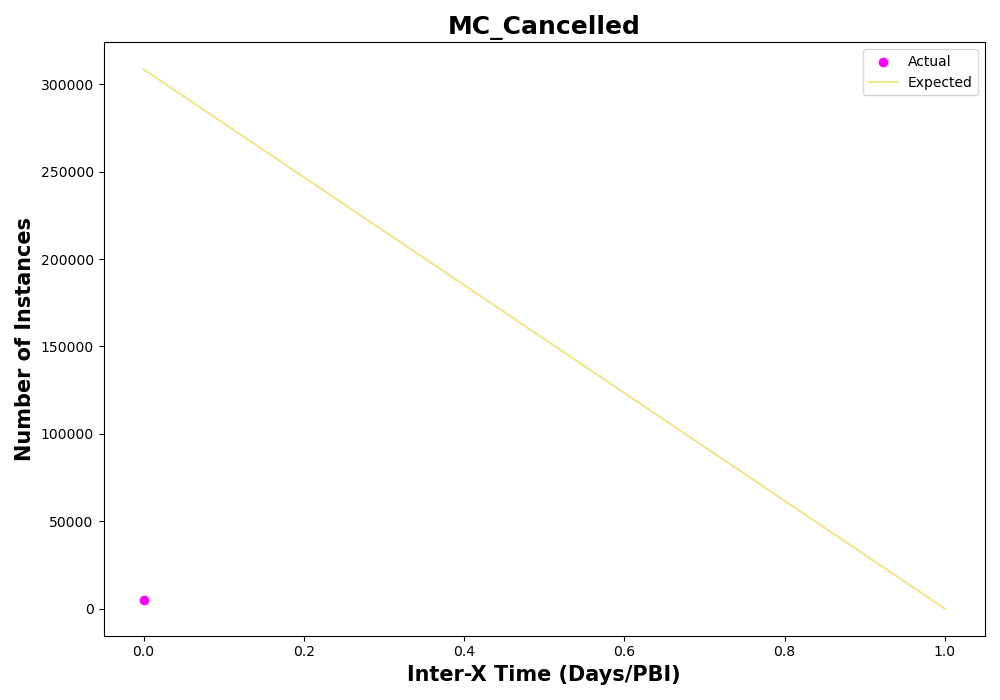 MC_Cancelled
Actual
Expected
Number of Instances
300000
250000
200000
150000
100000
50000
0
0.0
0.2
0.4
0.6
0.8
1.0
Inter-X Time (Days/PBI)